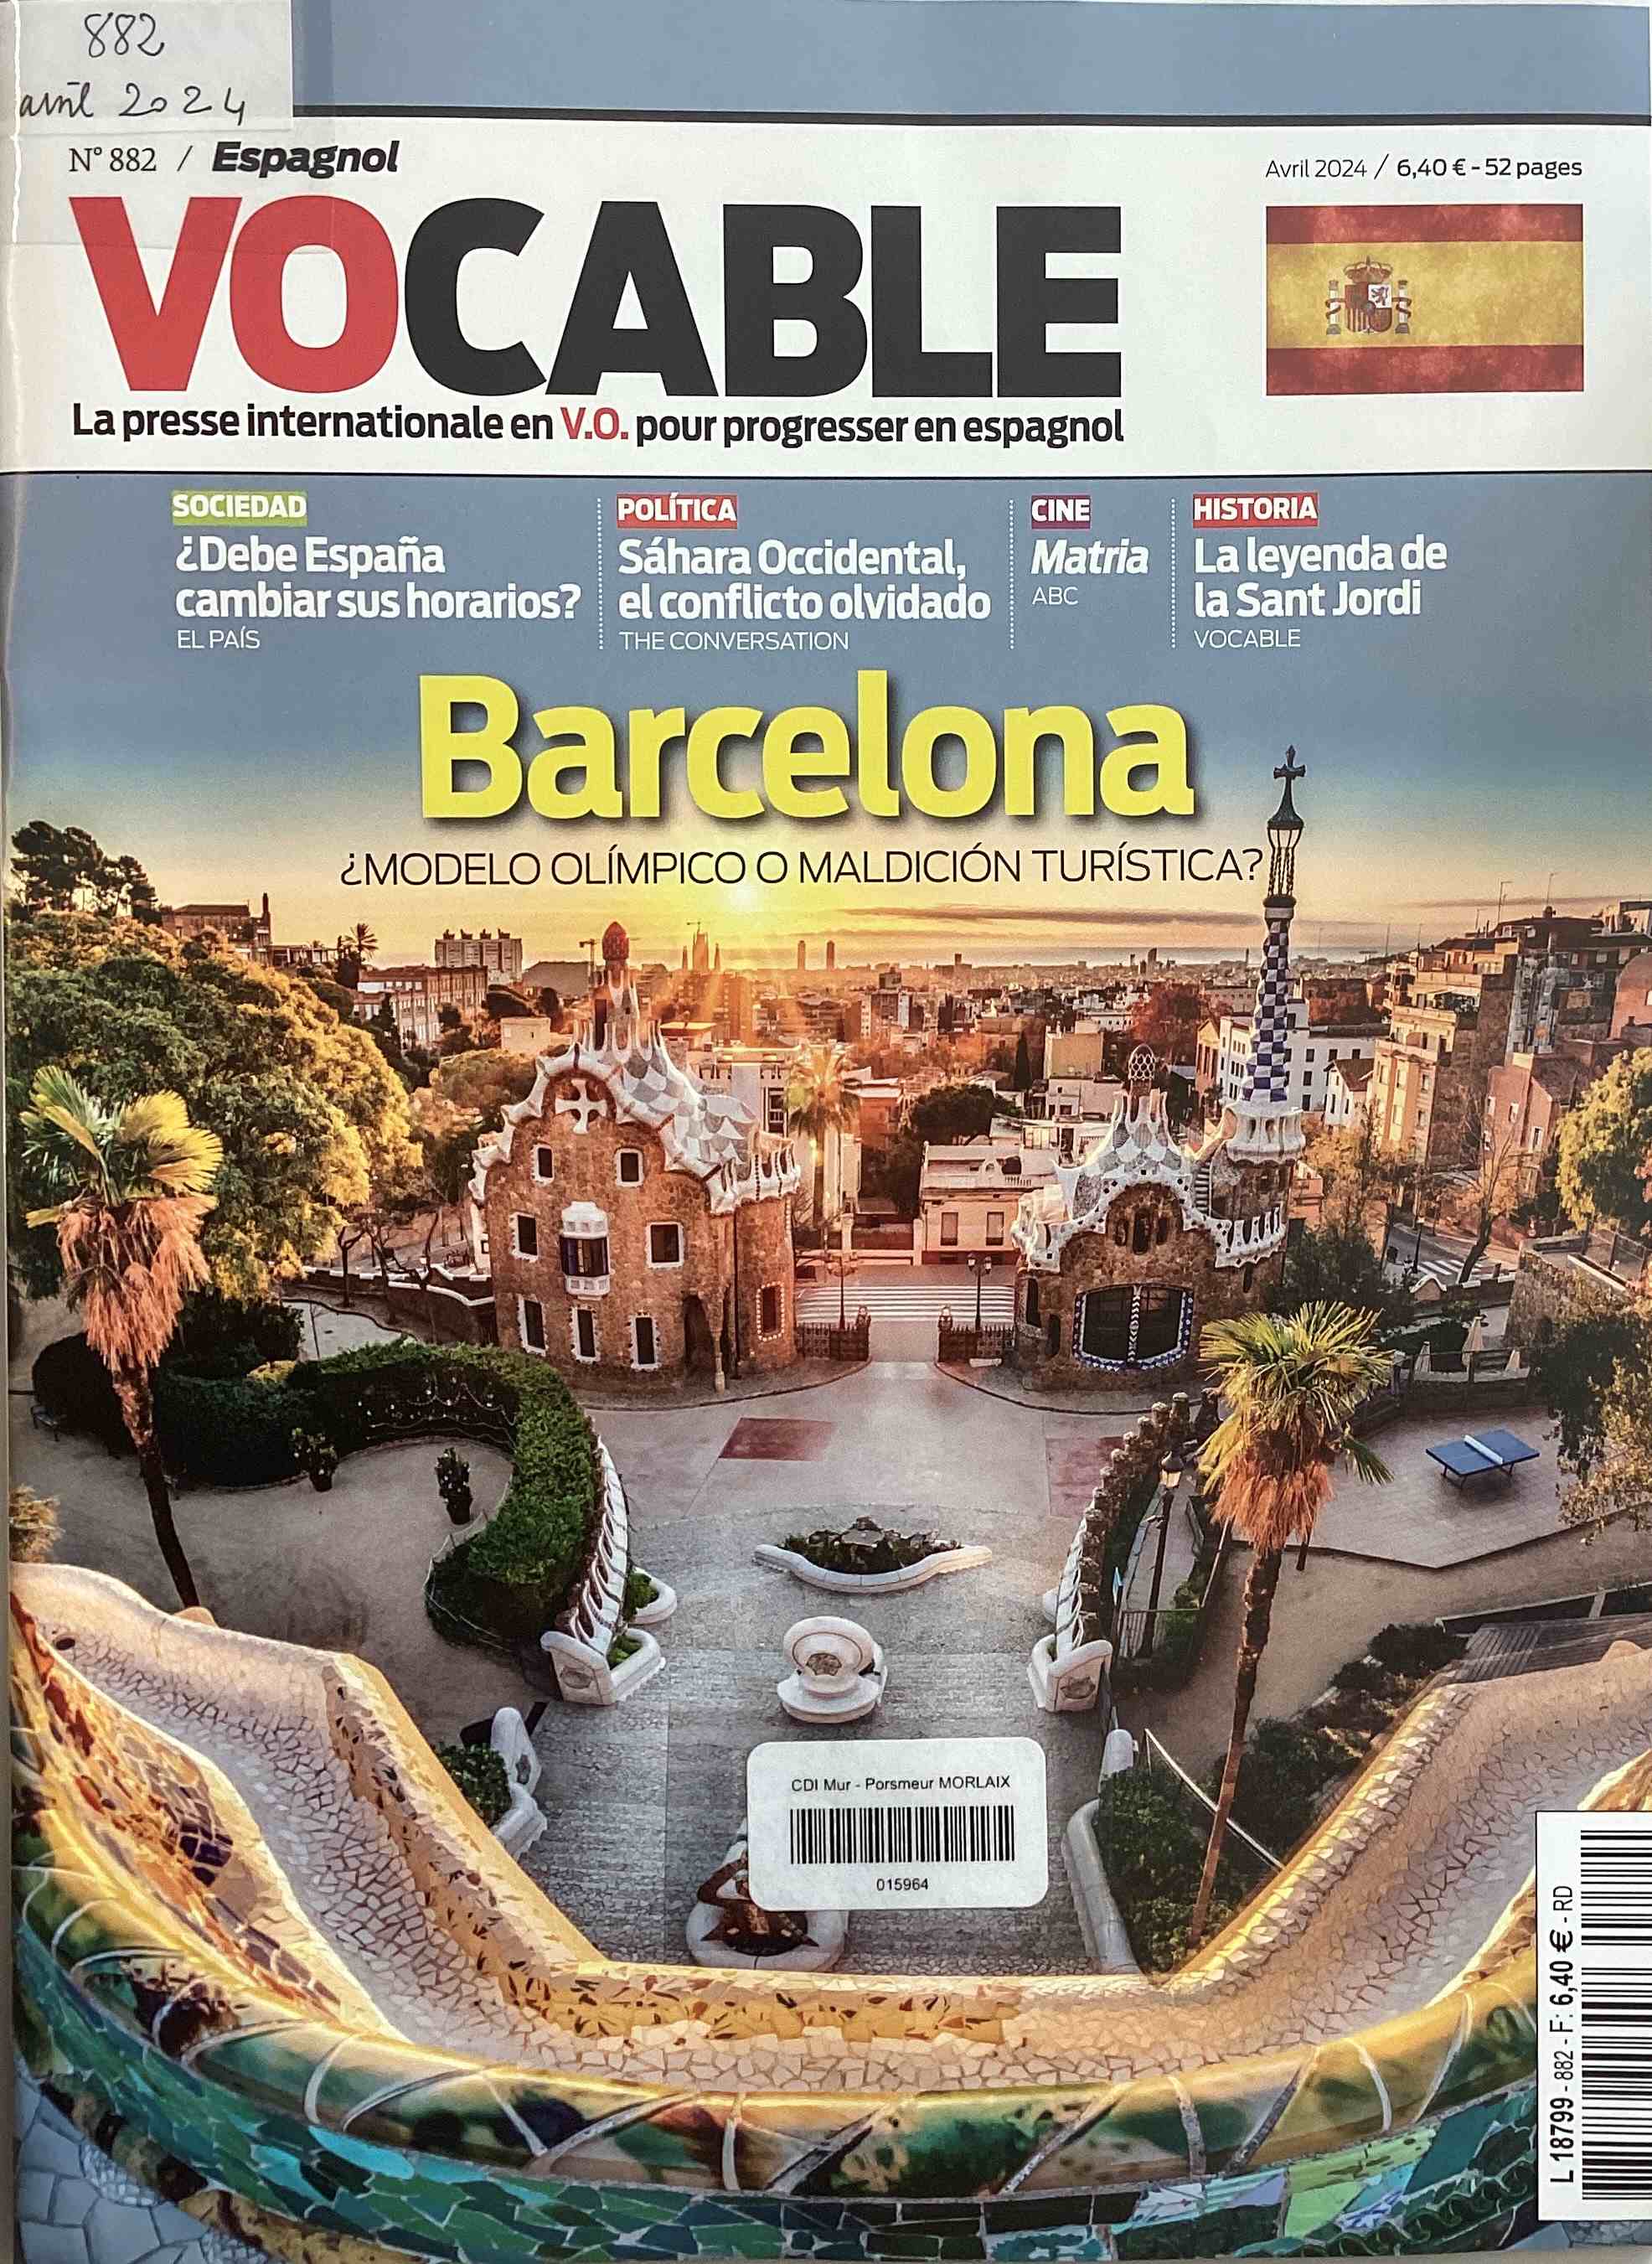 882
avril 2024
N° 882 / Espagnol
Avril 2024 / 6,40 € - 52 pages
VOCABLE
La presse internationale en V.O. pour progresser en espagnol
SOCIEDAD
¿Debe España
cambiar sus horarios?
EL PAÍS
POLÍTICA
Sáhara Occidental,
el conflicto olvidado
THE CONVERSATION
CINE
Matria
ABC
HISTORIA
La leyenda de
la Sant Jordi
VOCABLE
Barcelona
¿MODELO OLÍMPICO O MALDICIÓN TURÍSTICA?
CDI Mur - Porsmeur MORLAIX
015964
L 18799 - 882 - F: 6,40 € - RD